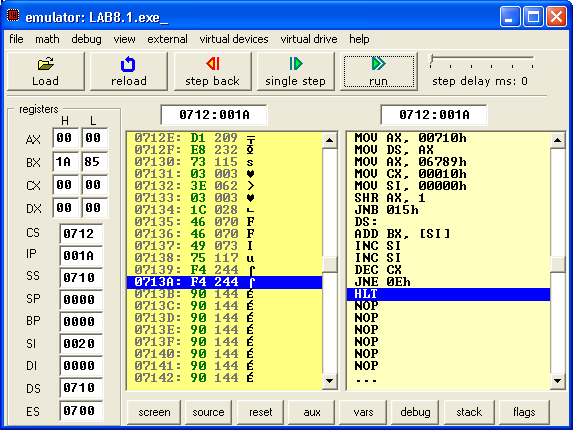 emulator: LAB8.1.exe_
file math debug view external virtual devices virtual drive help
Load reload step back single step run step delay ms: 0
registers
H L
AX 00 00
BX 1A 85
CX 00 00
DX 00 00
CS 0712
IP 001A
SS 0710
SP 0000
BP 0000
SI 0020
DI 0000
DS 0710
ES 0700
0712:001A
0712E: D1 209 ╤
0712F: E8 232 Φ
07130: 73 115 s
07131: 03 003 ♥
07132: 3E 062 >
07133: 03 003 ♥
07134: 1C 028 ∟
07135: 46 070 F
07136: 46 070 F
07137: 49 073 I
07138: 75 117 u
07139: F4 244 ⌠
0713A: F4 244 ⌠
0713B: 90 144 É
0713C: 90 144 É
0713D: 90 144 É
0713E: 90 144 É
0713F: 90 144 É
07140: 90 144 É
07141: 90 144 É
07142: 90 144 É
0712:001A
MOV AX, 00710h
MOV DS, AX
MOV AX, 06789h
MOV CX, 00010h
MOV SI, 00000h
SHR AX, 1
JNB 015h
DS:
ADD BX, [SI]
INC SI
INC SI
DEC CX
JNE 0Eh
HLT
NOP
NOP
NOP
NOP
NOP
NOP
...
screen source reset aux vars debug stack flags